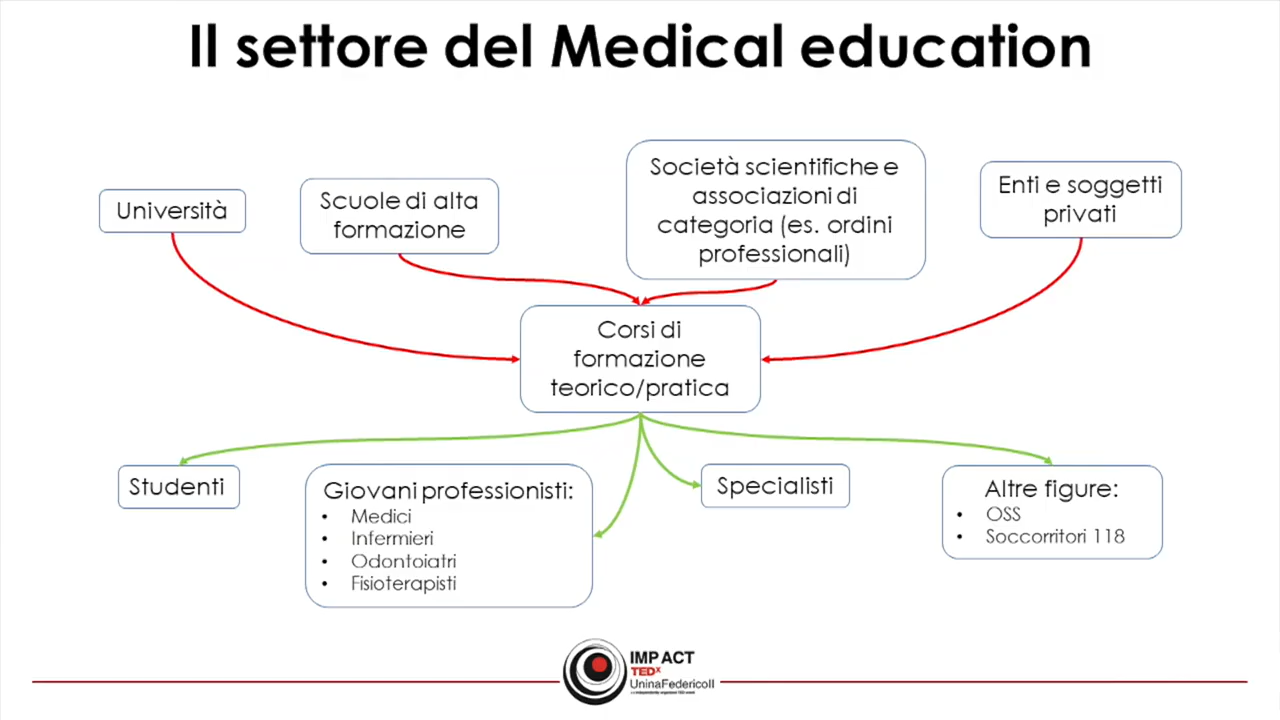 Il settore del Medical education
Università
Scuole di alta
formazione
Società scientifiche e
associazioni di
categoria (es. ordini
professionali)
Enti e soggetti
privati
Corsi di
formazione
teorico/pratica
Studenti
Giovani professionisti:
• Medici
• Infermieri
• Odontoiatri
• Fisioterapisti
Specialisti
Altre figure:
• OSS
• Soccorritori 118
IMPACT
TEDx
UninaFedericoII